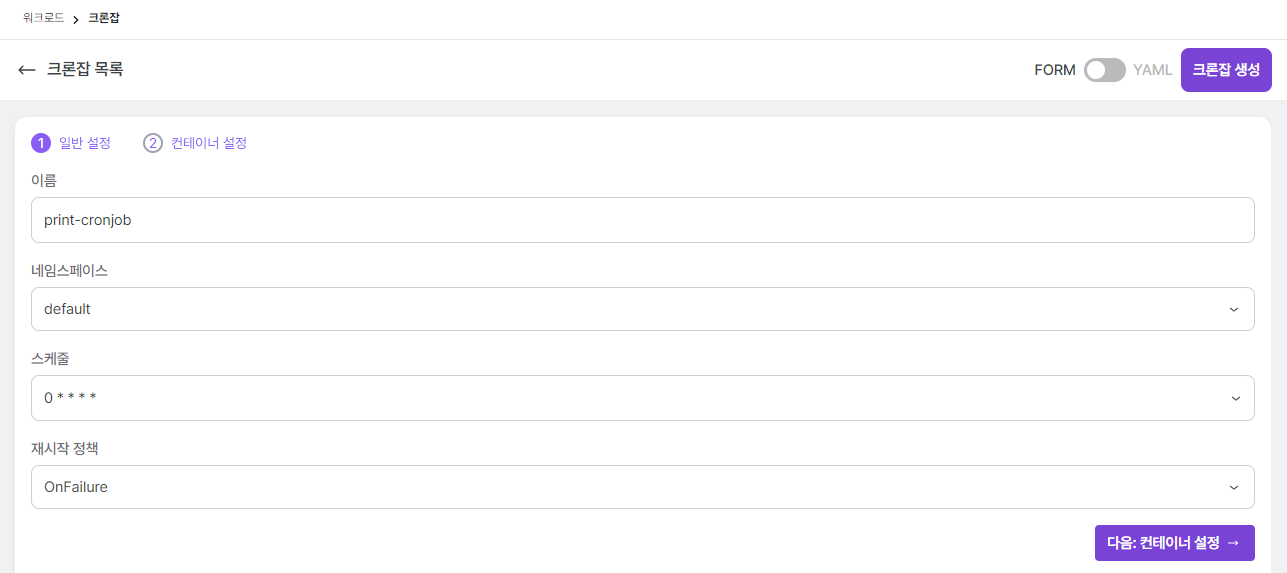 워크로드 > 크론잡
← 크론잡 목록
FORM YAML 크론잡 생성
1 일반 설정 2 컨테이너 설정
이름
print-cronjob
네임스페이스
default
스케줄
0 * * * *
재시작 정책
OnFailure
다음: 컨테이너 설정 →